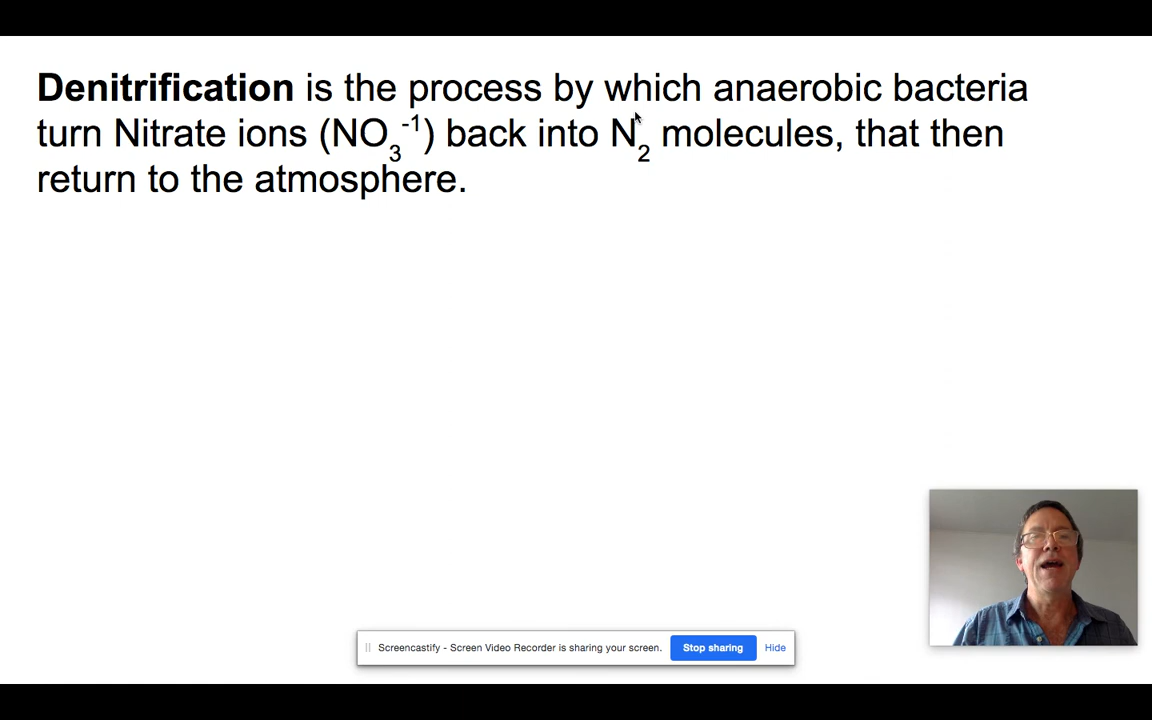 Denitrification is the process by which anaerobic bacteria
turn Nitrate ions (NO₃⁻¹) back into N₂ molecules, that then
return to the atmosphere.
Screencastify - Screen Video Recorder is sharing your screen. Stop sharing Hide